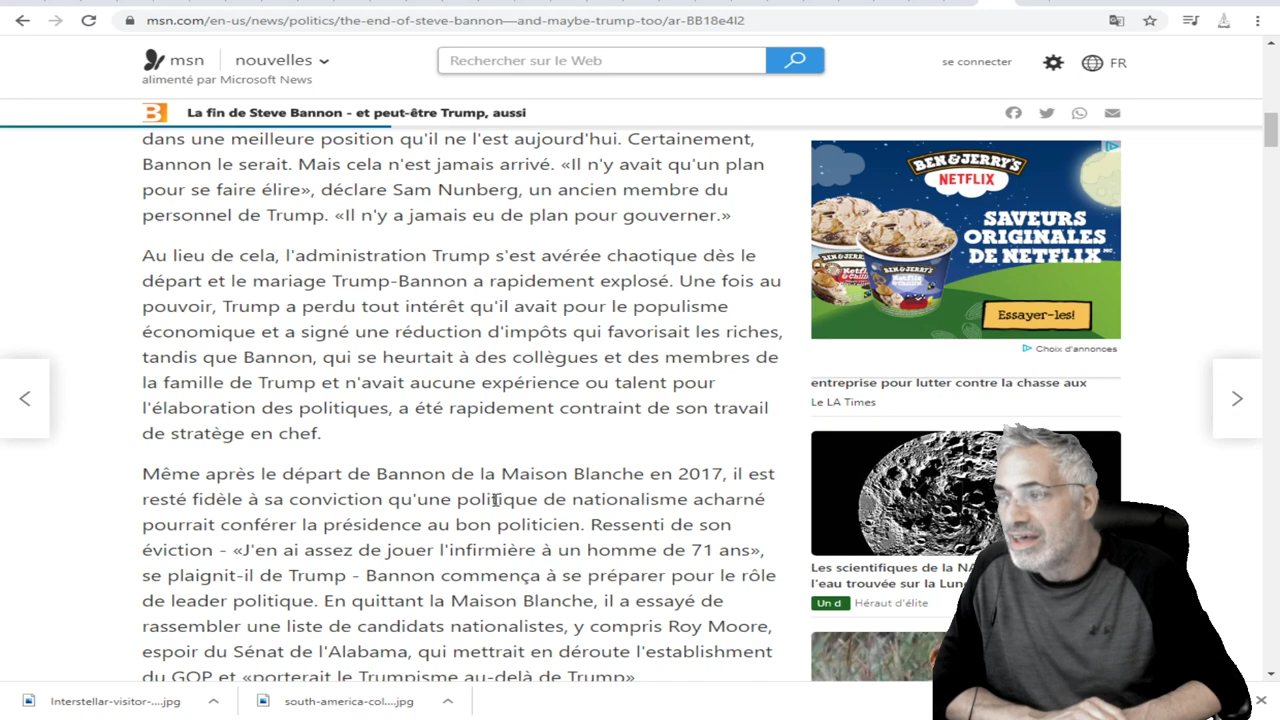 msn.com/en-us/news/politics/the-end-of-steve-bannon—and-maybe-trump-too/ar-BB18e4l2
msn nouvelles
alimenté par Microsoft News
Rechercher sur le Web
se connecter
FR
La fin de Steve Bannon - et peut-être Trump, aussi
dans une meilleure position qu'il ne l'est aujourd'hui. Certainement,
Bannon le serait. Mais cela n'est jamais arrivé. «Il n'y avait qu'un plan
pour se faire élire», déclare Sam Nunberg, un ancien membre du
personnel de Trump. «Il n'y a jamais eu de plan pour gouverner.»
Au lieu de cela, l'administration Trump s'est avérée chaotique dès le
départ et le mariage Trump-Bannon a rapidement explosé. Une fois au
pouvoir, Trump a perdu tout intérêt qu'il avait pour le populisme
économique et a signé une réduction d'impôts qui favorisait les riches,
tandis que Bannon, qui se heurtait à des collègues et des membres de
la famille de Trump et n'avait aucune expérience ou talent pour
l'élaboration des politiques, a été rapidement contraint de son travail
de stratège en chef.
Même après le départ de Bannon de la Maison Blanche en 2017, il est
resté fidèle à sa conviction qu'une politique de nationalisme acharné
pourrait conférer la présidence au bon politicien. Ressenti de son
éviction - «J'en ai assez de jouer l'infirmière à un homme de 71 ans»,
se plaignit-il de Trump - Bannon commença à se préparer pour le rôle
de leader politique. En quittant la Maison Blanche, il a essayé de
rassembler une liste de candidats nationalistes, y compris Roy Moore,
espoir du Sénat de l'Alabama, qui mettrait en déroute l'establishment
du GOP et «porterait le Trumpisme au-delà de Trump»
BEN & JERRY'S
NETFLIX
SAVEURS
ORIGINALES
DE NETFLIX
Essayer-les!
Choix d'annonces
entreprise pour lutter contre la chasse aux
Le LA Times
Les scientifiques de la NA
l'eau trouvée sur la Lun
Un d Héraut d'élite
Interstellar-visitor-....jpg
south-america-col....jpg